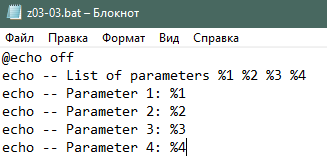 z03-03.bat – Блокнот
Файл Правка Формат Вид Справка
@echo off
echo -- List of parameters %1 %2 %3 %4
echo -- Parameter 1: %1
echo -- Parameter 2: %2
echo -- Parameter 3: %3
echo -- Parameter 4: %4